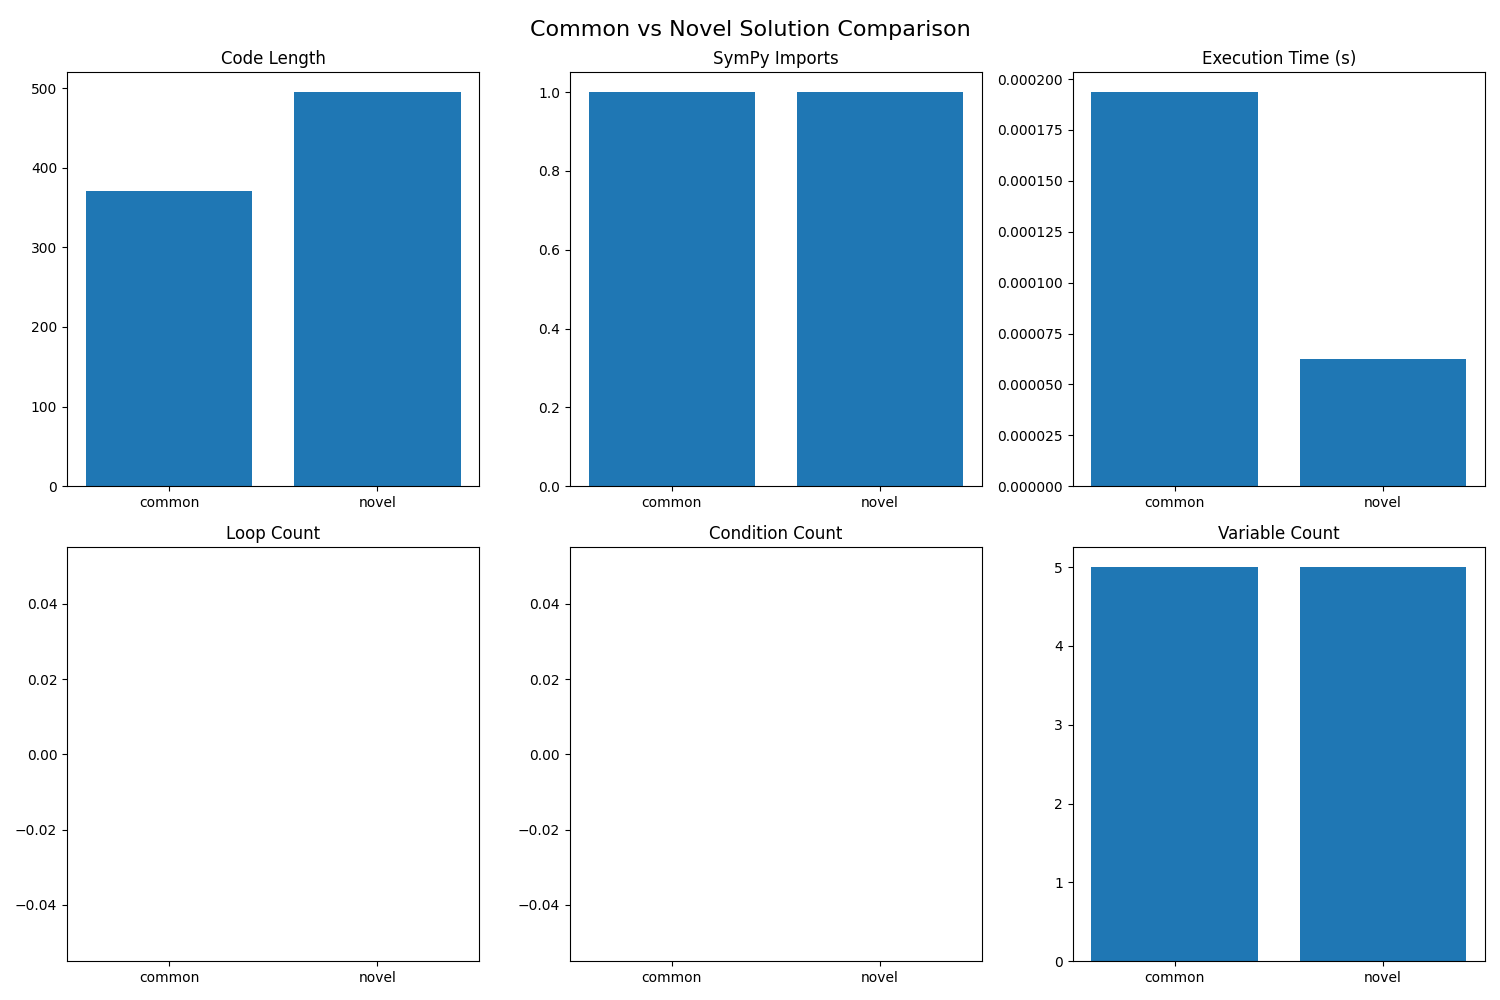 Common vs Novel Solution Comparison
Code Length
500
400
300
200
100
0
common novel
SymPy Imports
1.0
0.8
0.6
0.4
0.2
0.0
common novel
Execution Time (s)
0.000200
0.000175
0.000150
0.000125
0.000100
0.000075
0.000050
0.000025
0.000000
common novel
Loop Count
0.04
0.02
0.00
−0.02
−0.04
common novel
Condition Count
0.04
0.02
0.00
−0.02
−0.04
common novel
Variable Count
5
4
3
2
1
0
common novel